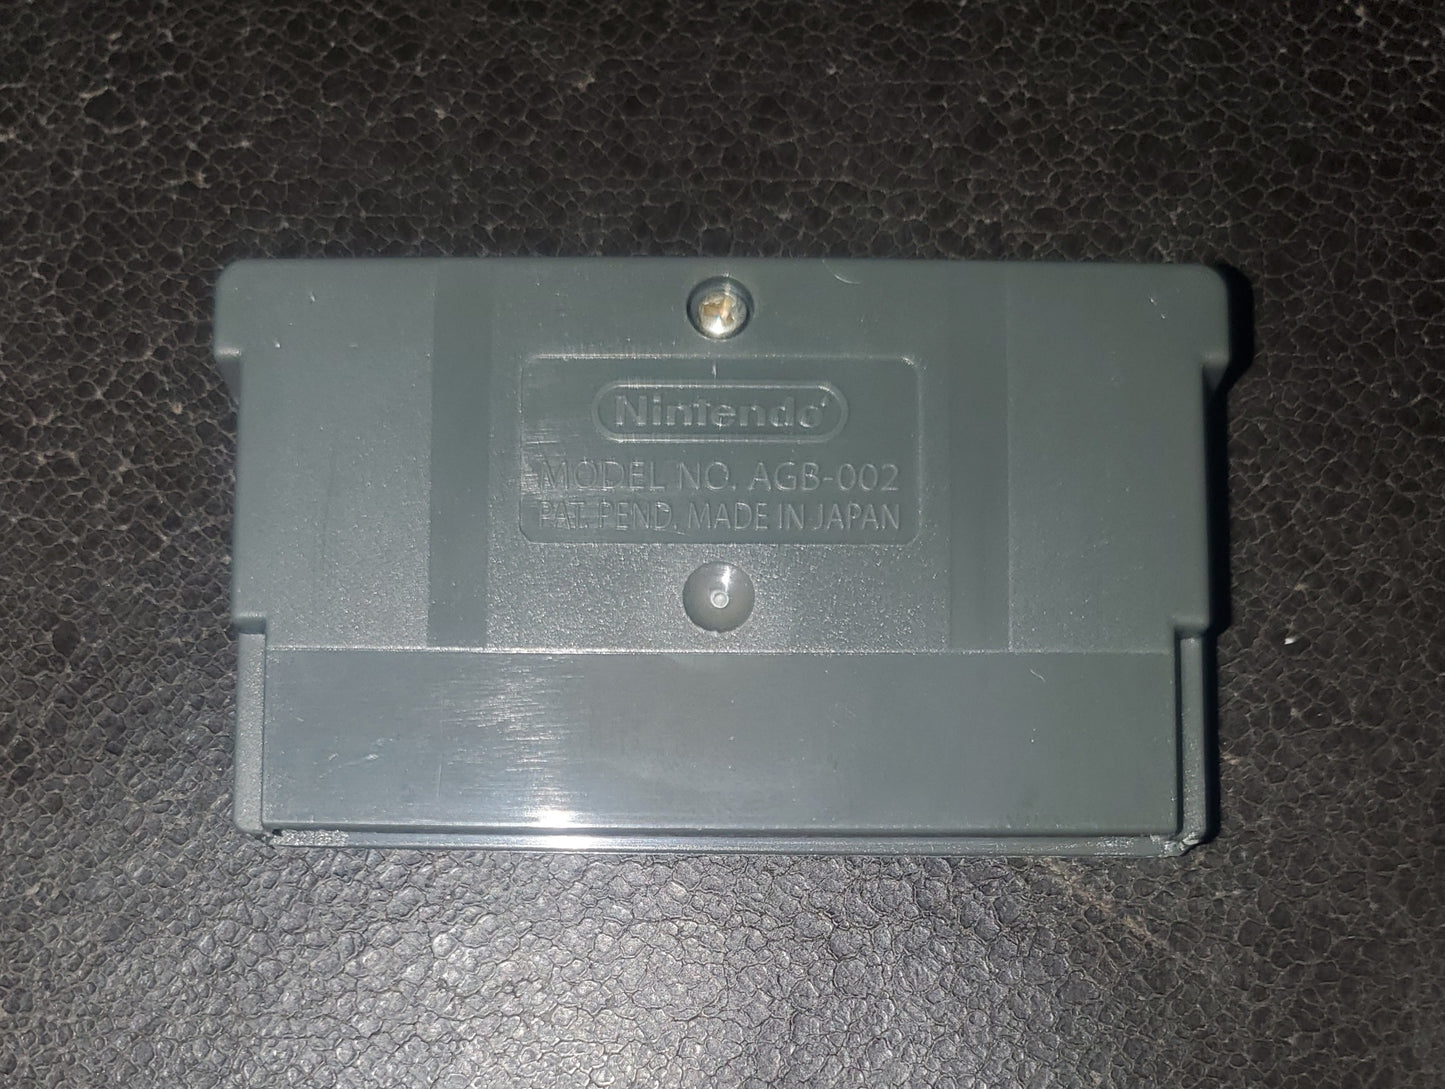 Nintendo
MODEL NO. AGB-002
PAT. PEND. MADE IN JAPAN